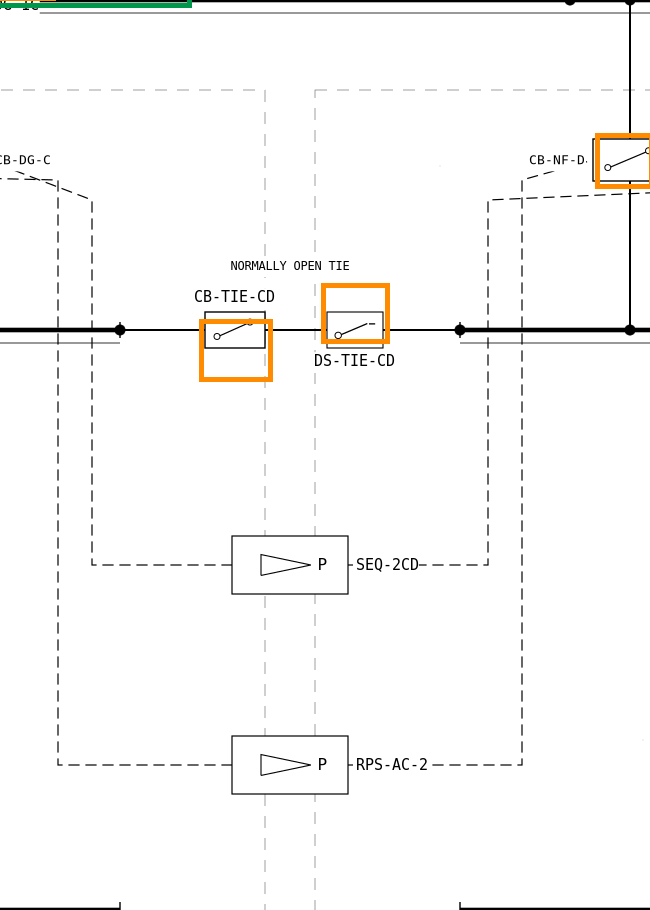 CB-DG-C
CB-NF-D
NORMALLY OPEN TIE
CB-TIE-CD
DS-TIE-CD
P
SEQ-2CD
P
RPS-AC-2